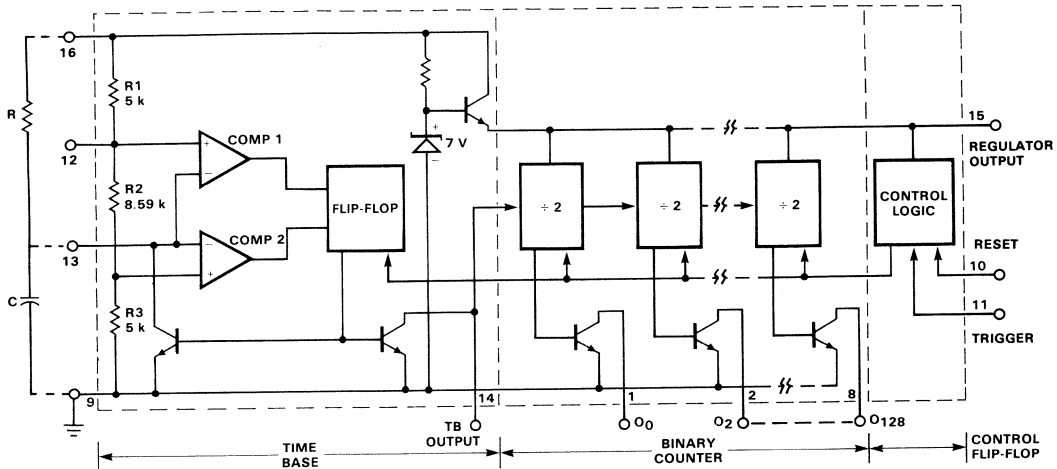 16
R1
5 k
R
12
COMP 1
+
−
+
7 V
−
15
REGULATOR
OUTPUT
R2
8.59 k
FLIP-FLOP
÷ 2
÷ 2
÷ 2
CONTROL
LOGIC
COMP 2
−
+
13
RESET
10
C
R3
5 k
11
TRIGGER
9
14
1
2
8
TB
OUTPUT
O0
O2
O128
TIME
BASE
BINARY
COUNTER
CONTROL
FLIP-FLOP